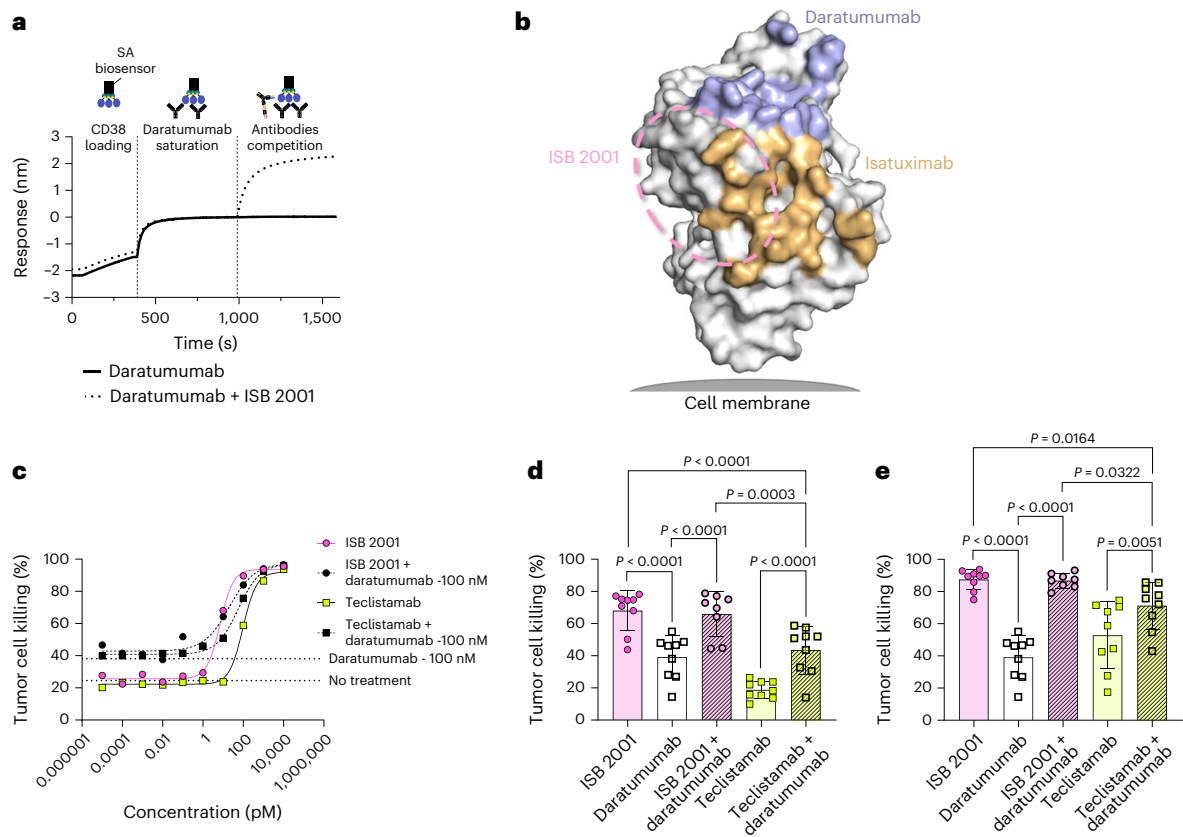 a
SA
biosensor
CD38
loading
Daratumumab
saturation
Antibodies
competition
3
2
1
0
–1
–2
–3
Response (nm)
0
500
1,000
1,500
Time (s)
Daratumumab
Daratumumab + ISB 2001
b
Daratumumab
ISB 2001
Isatuximab
Cell membrane
c
Tumor cell killing (%)
100
80
60
40
20
0
0.000001
0.0001
0.01
1
100
10,000
1,000,000
Concentration (pM)
ISB 2001
ISB 2001 +
daratumumab -100 nM
Teclistamab
Teclistamab +
daratumumab -100 nM
Daratumumab - 100 nM
No treatment
d
P < 0.0001
P = 0.0003
P < 0.0001
P < 0.0001
P < 0.0001
Tumor cell killing (%)
100
80
60
40
20
0
ISB 2001
Daratumumab
ISB 2001 +
daratumumab
Teclistamab
Teclistamab +
daratumumab
e
P = 0.0164
P = 0.0322
P < 0.0001
P < 0.0001
P = 0.0051
Tumor cell killing (%)
100
80
60
40
20
0
ISB 2001
Daratumumab
ISB 2001 +
daratumumab
Teclistamab
Teclistamab +
daratumumab